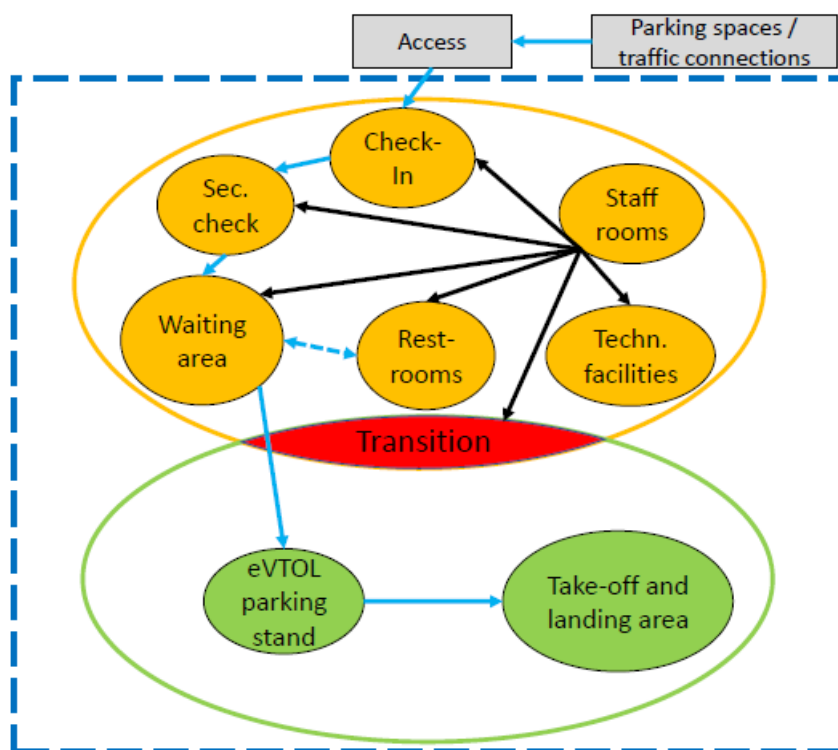 Access
Parking spaces /
traffic connections
Check-
In
Sec.
check
Staff
rooms
Waiting
area
Rest-
rooms
Techn.
facilities
Transition
eVTOL
parking
stand
Take-off and
landing area